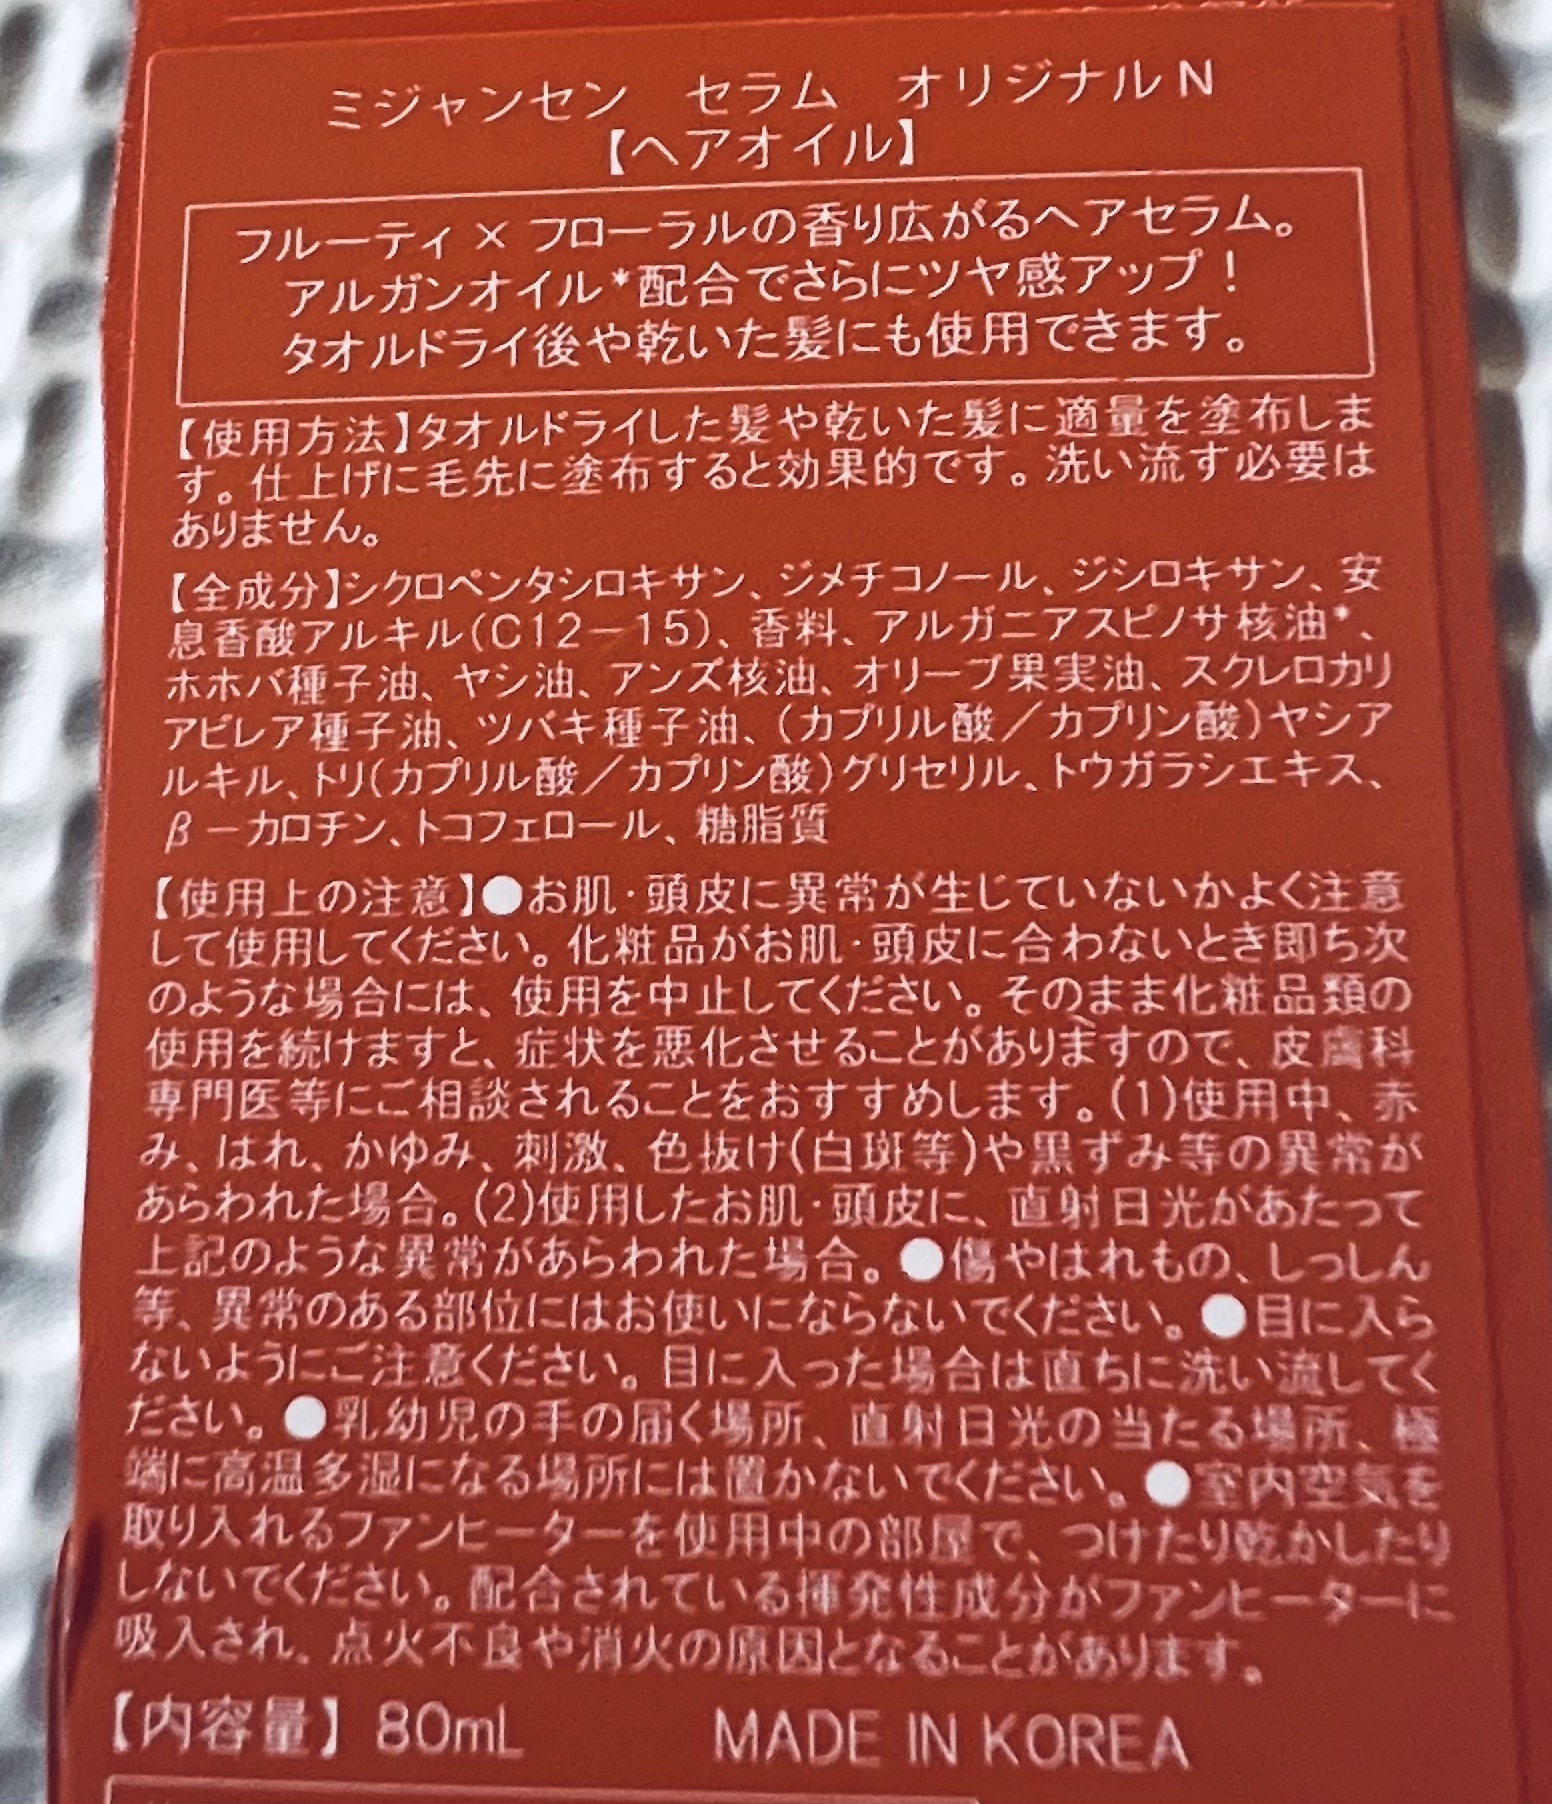 ミジャンセン　セラム　オリジナルN
【ヘアオイル】
フルーティ×フローラルの香り広がるヘアセラム。
アルガンオイル*配合でさらにツヤ感アップ！
タオルドライ後や乾いた髪にも使用できます。
【使用方法】タオルドライした髪や乾いた髪に適量を塗布しま
す。仕上げに毛先に塗布すると効果的です。洗い流す必要は
ありません。
【全成分】シクロペンタシロキサン、ジメチコノール、ジシロキサン、安
息香酸アルキル(C12－15)、香料、アルガニアスピノサ核油*、
ホホバ種子油、ヤシ油、アンズ核油、オリーブ果実油、スクレロカリ
アビレア種子油、ツバキ種子油、(カプリル酸／カプリン酸)ヤシア
ルキル、トリ(カプリル酸／カプリン酸)グリセリル、トウガラシエキス、
β－カロチン、トコフェロール、糖脂質
【使用上の注意】●お肌・頭皮に異常が生じていないかよく注意
して使用してください。化粧品がお肌・頭皮に合わないとき即ち次
のような場合には、使用を中止してください。そのまま化粧品類の
使用を続けますと、症状を悪化させることがありますので、皮膚科
専門医等にご相談されることをおすすめします。(1)使用中、赤
み、はれ、かゆみ、刺激、色抜け(白斑等)や黒ずみ等の異常が
あらわれた場合。(2)使用したお肌・頭皮に、直射日光があたって
上記のような異常があらわれた場合。●傷やはれもの、しっしん
等、異常のある部位にはお使いにならないでください。●目に入ら
ないようにご注意ください。目に入った場合は直ちに洗い流してく
ださい。●乳幼児の手の届く場所、直射日光の当たる場所、極
端に高温多湿になる場所には置かないでください。●室内空気を
取り入れるファンヒーターを使用中の部屋で、つけたり乾かしたり
しないでください。配合されている揮発性成分がファンヒーターに
吸入され、点火不良や消火の原因となることがあります。
【内容量】80mL　MADE IN KOREA